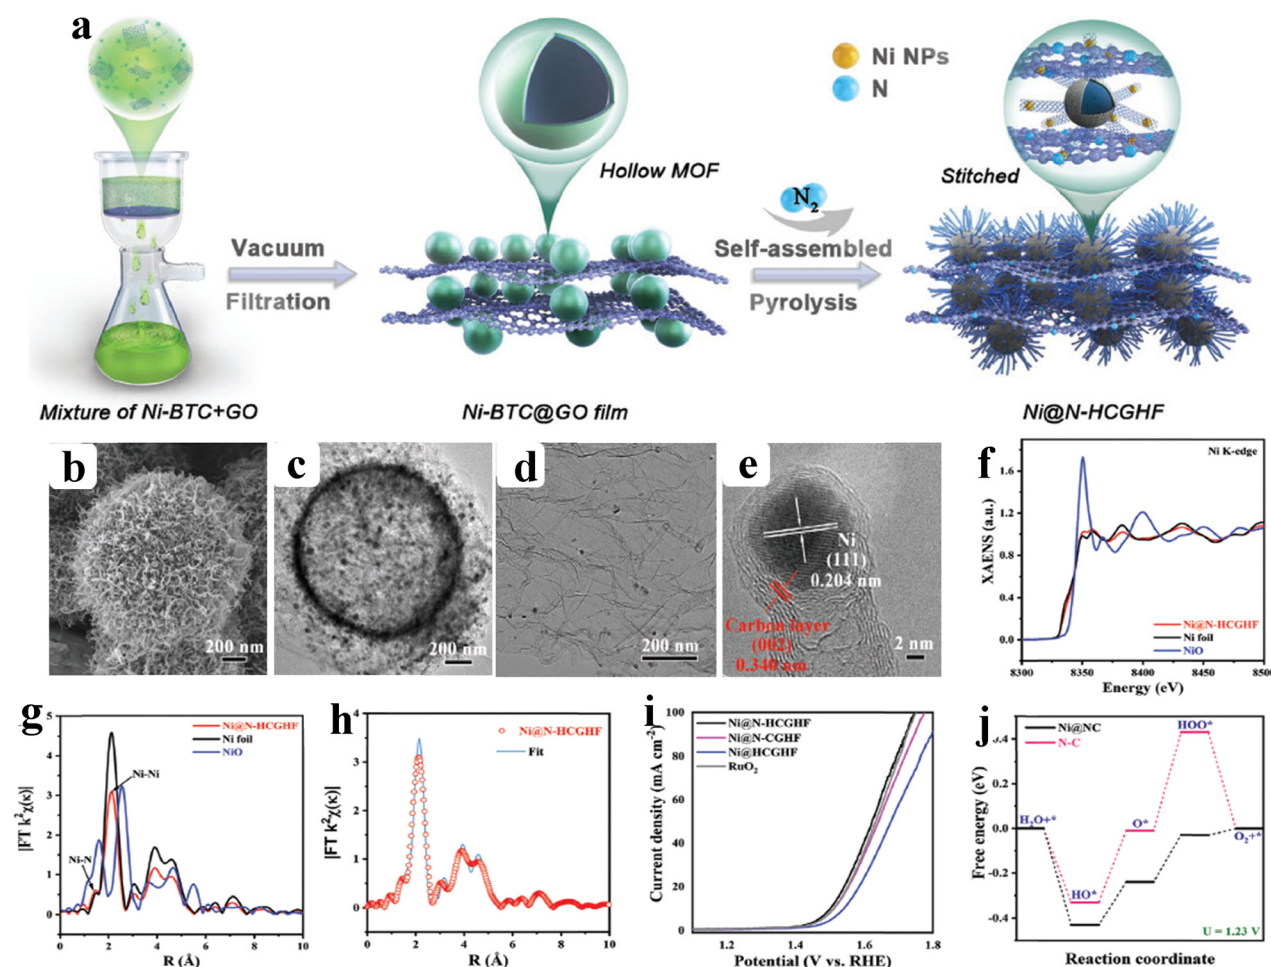 a
Ni NPs
N
Hollow MOF
Stitched
N2
Vacuum
Filtration
Self-assembled
Pyrolysis
Mixture of Ni-BTC+GO
Ni-BTC@GO film
Ni@N-HCGHF
b
200 nm
c
200 nm
d
200 nm
e
Ni
(111)
0.204 nm
Carbon layer
(002)
0.340 nm
2 nm
f
Ni K-edge
XAENS (a.u.)
1.6
1.2
0.8
0.4
0.0
Ni@N-HCGHF
Ni foil
NiO
8300 8350 8400 8450 8500
Energy (eV)
g
|FT k²χ(κ)|
5
4
3
2
1
0
Ni@N-HCGHF
Ni foil
NiO
Ni-Ni
Ni-N
0 2 4 6 8 10
R (Å)
h
|FT k²χ(κ)|
4
3
2
1
0
Ni@N-HCGHF
Fit
0 2 4 6 8 10
R (Å)
i
Current density (mA cm⁻²)
100
80
60
40
20
0
Ni@N-HCGHF
Ni@N-CGHF
Ni@HCGHF
RuO₂
1.2 1.4 1.6 1.8
Potential (V vs. RHE)
j
Free energy (eV)
0.4
0.2
0.0
-0.2
-0.4
Ni@NC
N-C
HOO*
H₂O+*
O*
O₂+*
HO*
U = 1.23 V
Reaction coordinate